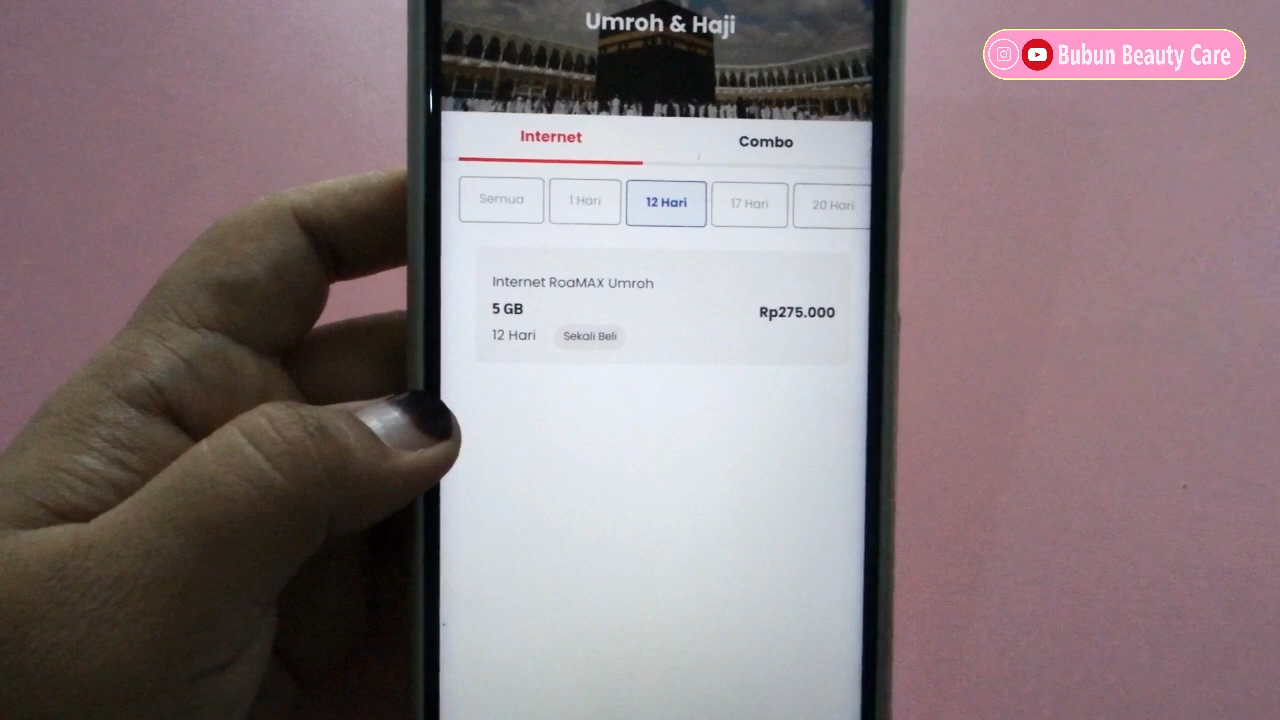 Umroh & Haji
Bubun Beauty Care
Internet
Combo
Semua
1 Hari
12 Hari
17 Hari
20 Hari
Internet RoaMAX Umroh
5 GB
Rp275.000
12 Hari
Sekali Beli